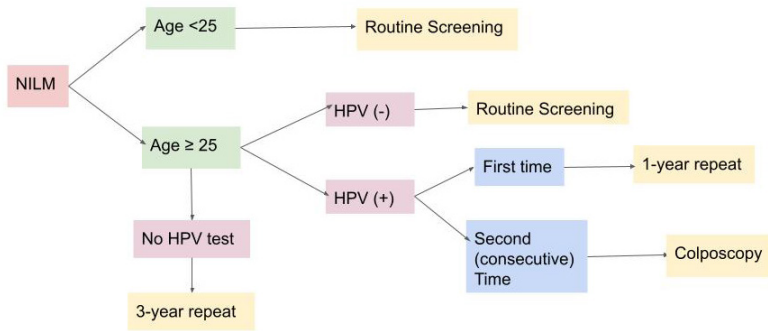 Age <25
Routine Screening
NILM
HPV (-)
Routine Screening
Age ≥ 25
First time
1-year repeat
HPV (+)
No HPV test
Second
(consecutive)
Time
Colposcopy
3-year repeat